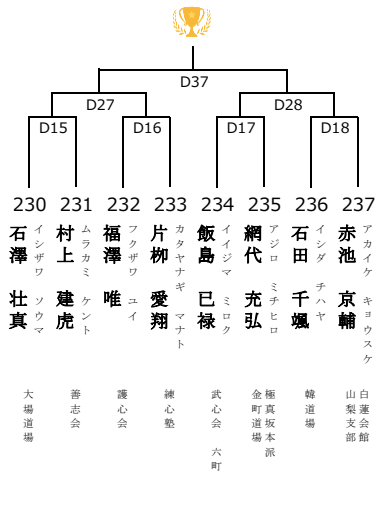 D37
D27
D28
D15
D16
D17
D18
230
231
232
233
234
235
236
237
石澤 壮真
イシザワ ソウマ
村上 建虎
ムラカミ ケント
福澤 唯
フクザワ ユイ
片栁 愛翔
カタヤナギ マナト
飯島 巳禄
イイジマ ミロク
網代 充弘
アジロ ミチヒロ
石田 千颯
イシダ チハヤ
赤池 京輔
アカイケ キョウスケ
大場道場
善志会
護心会
練心塾
武心会 六町
極真坂本派
金町道場
韓道場
白蓮会館
山梨支部